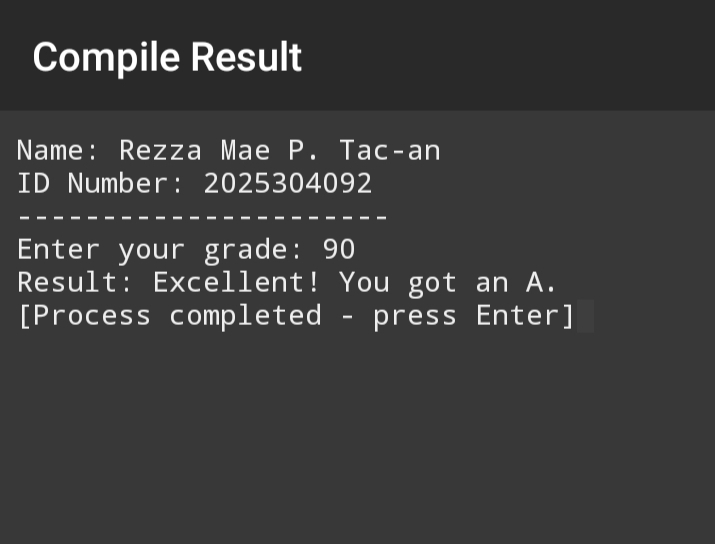 Compile Result
Name: Rezza Mae P. Tac-an
ID Number: 2025304092
----------------------
Enter your grade: 90
Result: Excellent! You got an A.
[Process completed - press Enter]